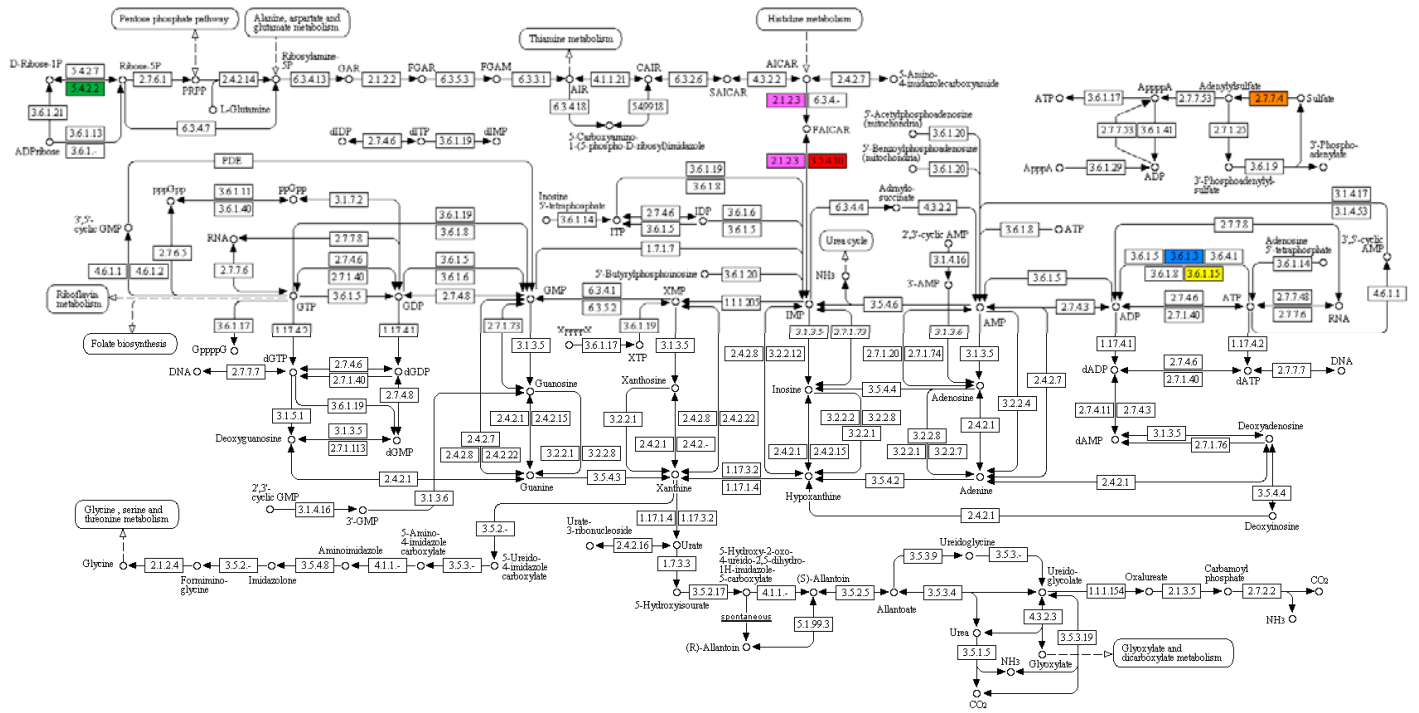 Pentose phosphate pathway
Alanine, aspartate and
glutamate metabolism
Histidine metabolism
Thiamine metabolism
D-Ribose-1P
5.4.2.7
5.4.2.2
Ribose-5P
2.7.6.1
PRPP
2.4.2.14
Ribosylamine-
5P
6.3.4.13
GAR
2.1.2.2
FGAR
6.3.5.3
FGAM
6.3.3.1
AIR
4.1.1.21
CAIR
6.3.2.6
SAICAR
4.3.2.2
AICAR
2.4.2.7
5-Amino-
4-imidazolecarboxyamide
L-Glutamine
3.6.1.21
3.6.1.13
3.6.1.-
ADPribose
6.3.4.7
6.3.4.18
5.4.99.18
5-Carboxyamino-
1-(5-phospho-D-ribosyl)imidazole
2.1.2.3
6.3.4.-
FAICAR
2.1.2.3
3.5.4.10
dIDP
2.7.4.6
dITP
3.6.1.19
dIMP
5'-Acetylphosphoadenosine
(mitochondria)
3.6.1.20
5'-Benzoylphosphoadenosine
(mitochondria)
3.6.1.20
ATP
3.6.1.17
AppppA
2.7.7.53
Adenylylsulfate
2.7.7.4
Sulfate
2.7.7.53
3.6.1.41
2.7.1.25
ApppA
3.6.1.29
ADP
3.6.1.9
3'-Phospho-
adenylate
3'-Phosphoadenylyl-
sulfate
PDE
pppGpp
3.6.1.11
3.6.1.40
ppGpp
3.1.7.2
3',5'-
cyclic GMP
2.7.6.5
RNA
2.7.7.8
2.7.7.6
3.6.1.19
3.6.1.8
4.6.1.1
4.6.1.2
2.7.4.6
2.7.1.40
3.6.1.5
3.6.1.6
Inosine
5'-tetraphosphate
3.6.1.14
3.6.1.19
3.6.1.8
ITP
2.7.4.6
3.6.1.5
IDP
3.6.1.6
3.6.1.5
1.7.1.7
5'-Butyrylphosphoinosine
3.6.1.20
6.3.4.4
Adenylo-
succinate
4.3.2.2
Urea cycle
NH3
2',3'-cyclic AMP
3.1.4.16
3'-AMP
3.6.1.8
ATP
3.1.4.17
3.1.4.53
2.7.7.8
3.6.1.5
3.6.1.3
3.6.4.1
3.6.1.8
3.6.1.15
Adenosine
5'-tetraphosphate
3.6.1.14
3',5'-cyclic
AMP
4.6.1.1
Riboflavin
metabolism
Folate biosynthesis
GTP
3.6.1.5
GDP
2.7.4.8
GMP
6.3.4.1
6.3.5.2
XMP
1.1.1.205
IMP
3.5.4.6
AMP
3.6.1.5
2.7.4.3
ADP
2.7.4.6
2.7.1.40
ATP
2.7.7.48
2.7.7.6
RNA
3.6.1.17
GppppG
1.17.4.2
1.17.4.1
2.7.1.73
3.1.3.5
XppppX
3.6.1.17
3.6.1.19
XTP
3.1.3.5
2.4.2.8
3.2.2.12
3.1.3.5
2.7.1.73
2.7.1.20
2.7.1.74
3.1.3.6
3.1.3.5
2.4.2.7
1.17.4.1
1.17.4.2
DNA
2.7.7.7
dGTP
2.7.4.6
2.7.1.40
dGDP
3.6.1.19
2.7.4.8
Guanosine
Xanthosine
Inosine
3.5.4.4
Adenosine
3.2.2.4
dADP
2.7.4.6
2.7.1.40
dATP
2.7.7.7
DNA
3.1.5.1
Deoxyguanosine
3.1.3.5
2.7.1.113
dGMP
2.4.2.1
2.4.2.15
2.4.2.7
2.4.2.8
2.4.2.22
3.2.2.1
3.2.2.8
3.2.2.1
2.4.2.8
2.4.2.22
2.4.2.1
2.4.2.-
3.2.2.2
3.2.2.8
3.2.2.1
2.4.2.1
2.4.2.15
2.4.2.1
3.2.2.8
3.2.2.1
3.2.2.7
2.7.4.11
2.7.4.3
dAMP
3.1.3.5
2.7.1.76
Deoxyadenosine
2.4.2.1
Guanine
3.5.4.3
Xanthine
1.17.3.2
1.17.1.4
Hypoxanthine
3.5.4.2
Adenine
2.4.2.1
3.5.4.4
2.4.2.1
Deoxyinosine
2',3'-
cyclic GMP
3.1.4.16
3'-GMP
3.1.3.6
Glycine, serine and
threonine metabolism
3.5.2.-
1.17.1.4
1.17.3.2
Urate-
3-ribonucleoside
2.4.2.16
Urate
1.7.3.3
Glycine
2.1.2.4
Formimino-
glycine
3.5.2.-
Imidazolone
3.5.4.8
Aminoimidazole
4.1.1.-
5-Amino-
4-imidazole
carboxylate
3.5.3.-
5-Ureido-
4-imidazole
carboxylate
5-Hydroxyisourate
3.5.2.17
5-Hydroxy-2-oxo-
4-ureido-2,5-dihydro-
1H-imidazole-
5-carboxylate
4.1.1.-
(S)-Allantoin
3.5.2.5
Allantoate
3.5.3.9
Ureidoglycine
3.5.3.-
3.5.3.4
Ureido-
glycolate
1.1.1.154
Oxalureate
2.1.3.5
Carbamoyl
phosphate
2.7.2.2
CO2
NH3
spontaneous
(R)-Allantoin
5.1.99.3
Urea
3.5.1.5
4.3.2.3
3.5.3.19
Glyoxylate
Glyoxylate and
dicarboxylate metabolism
NH3
CO2